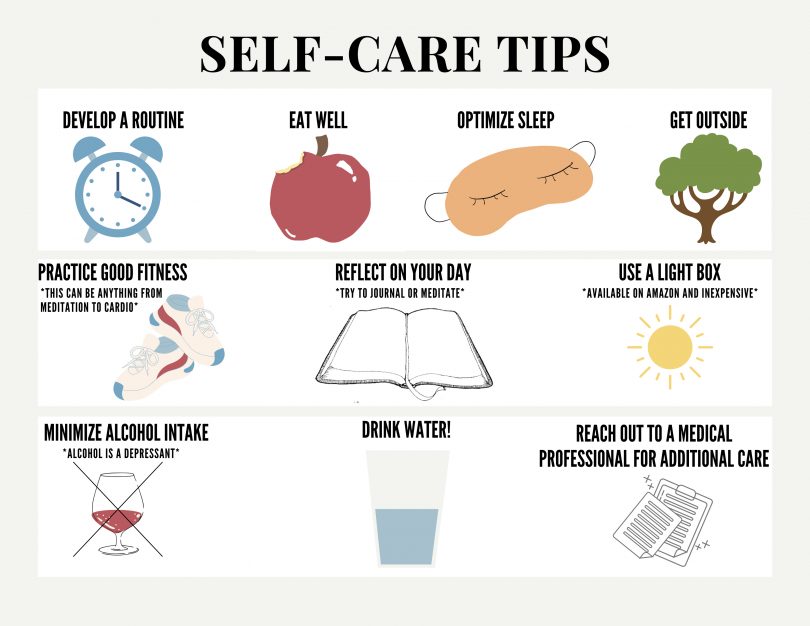 SELF-CARE TIPS
DEVELOP A ROUTINE
EAT WELL
OPTIMIZE SLEEP
GET OUTSIDE
PRACTICE GOOD FITNESS
*THIS CAN BE ANYTHING FROM
MEDITATION TO CARDIO*
REFLECT ON YOUR DAY
*TRY TO JOURNAL OR MEDITATE*
USE A LIGHT BOX
*AVAILABLE ON AMAZON AND INEXPENSIVE*
MINIMIZE ALCOHOL INTAKE
*ALCOHOL IS A DEPRESSANT*
DRINK WATER!
REACH OUT TO A MEDICAL
PROFESSIONAL FOR ADDITIONAL CARE